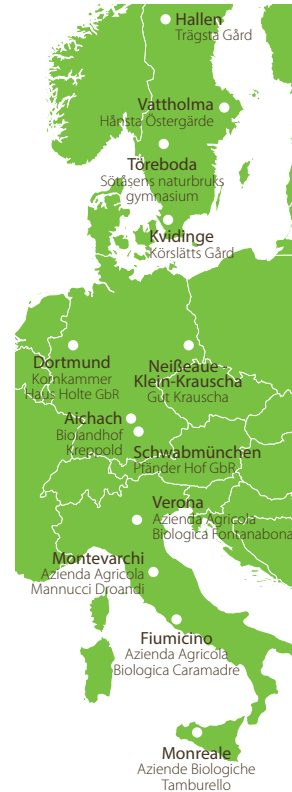 Hallen
Trägsta Gård
Vattholma
Hånsta Östergärde
Töreboda
Sötåsens naturbruks
gymnasium
Kvidinge
Körslätts Gård
Dortmund
Kornkammer
Haus Holte GbR
Neißeaue-
Klein-Krauscha
Gut Krauscha
Aichach
Biolandhof
Kreppold
Schwabmünchen
Pfänder Hof GbR
Verona
Azienda Agricola
Biologica Fontanabona
Montevarchi
Azienda Agricola
Mannucci Droandi
Fiumicino
Azienda Agricola
Biologica Caramadre
Monreale
Aziende Biologiche
Tamburello